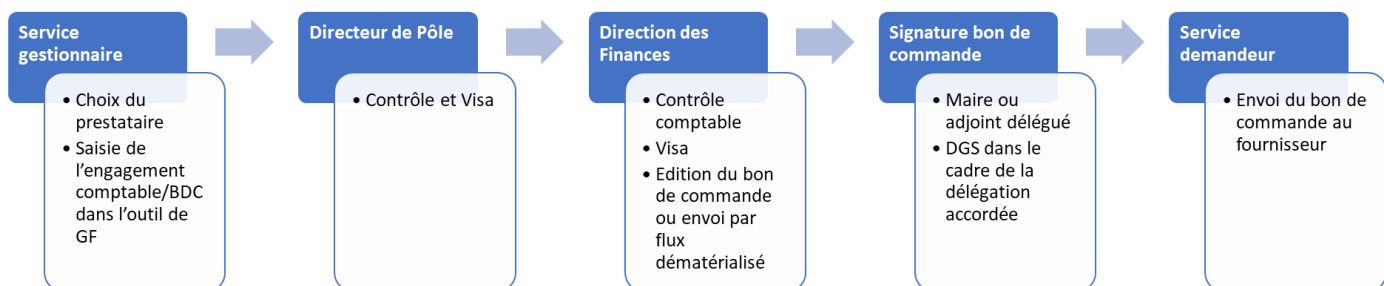 Service
gestionnaire
• Choix du
prestataire
• Saisie de
l'engagement
comptable/BDC
dans l'outil de
GF
Directeur de Pôle
• Contrôle et Visa
Direction des
Finances
• Contrôle
comptable
• Visa
• Edition du bon
de commande
ou envoi par
flux
dématérialisé
Signature bon de
commande
• Maire ou
adjoint délégué
• DGS dans le
cadre de la
délégation
accordée
Service
demandeur
• Envoi du bon de
commande au
fournisseur